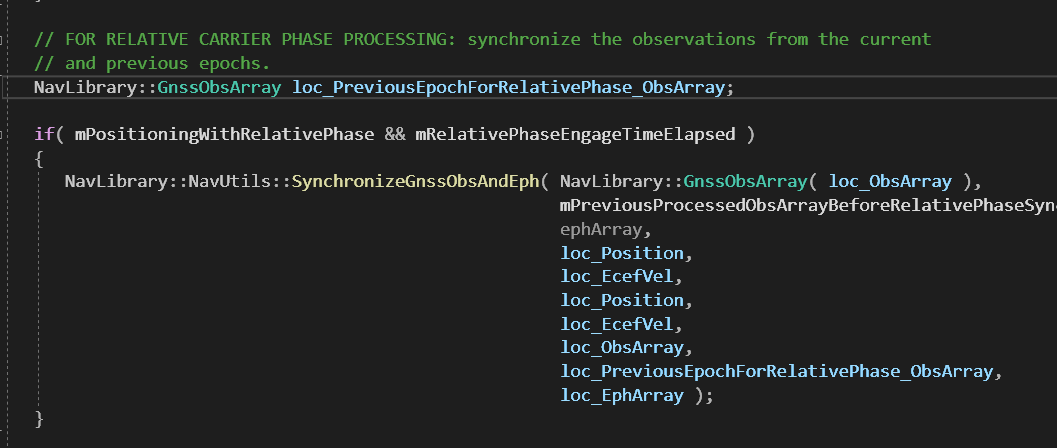 // FOR RELATIVE CARRIER PHASE PROCESSING: synchronize the observations from the current
// and previous epochs.
NavLibrary::GnssObsArray loc_PreviousEpochForRelativePhase_ObsArray;
if( mPositioningWithRelativePhase && mRelativePhaseEngageTimeElapsed )
{
NavLibrary::NavUtils::SynchronizeGnssObsAndEph( NavLibrary::GnssObsArray( loc_ObsArray ),
mPreviousProcessedObsArrayBeforeRelativePhaseSyn
ephArray,
loc_Position,
loc_EcefVel,
loc_Position,
loc_EcefVel,
loc_ObsArray,
loc_PreviousEpochForRelativePhase_ObsArray,
loc_EphArray );
}